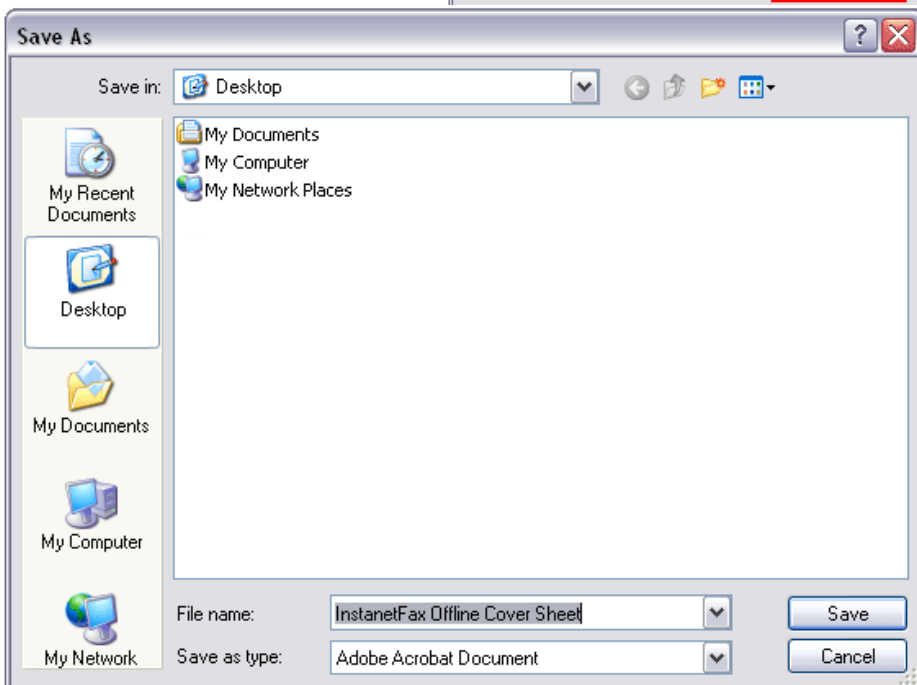 Save As
?
Save in:
Desktop
My Documents
My Computer
My Network Places
My Recent
Documents
Desktop
My Documents
My Computer
My Network
File name:
InstanetFax Offline Cover Sheet
Save
Save as type:
Adobe Acrobat Document
Cancel